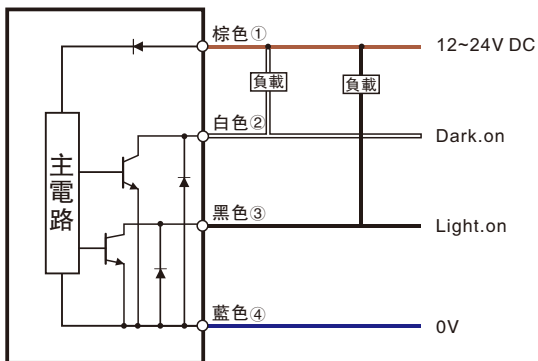 棕色①
12~24V DC
負載
負載
白色②
Dark.on
主電路
黑色③
Light.on
藍色④
0V